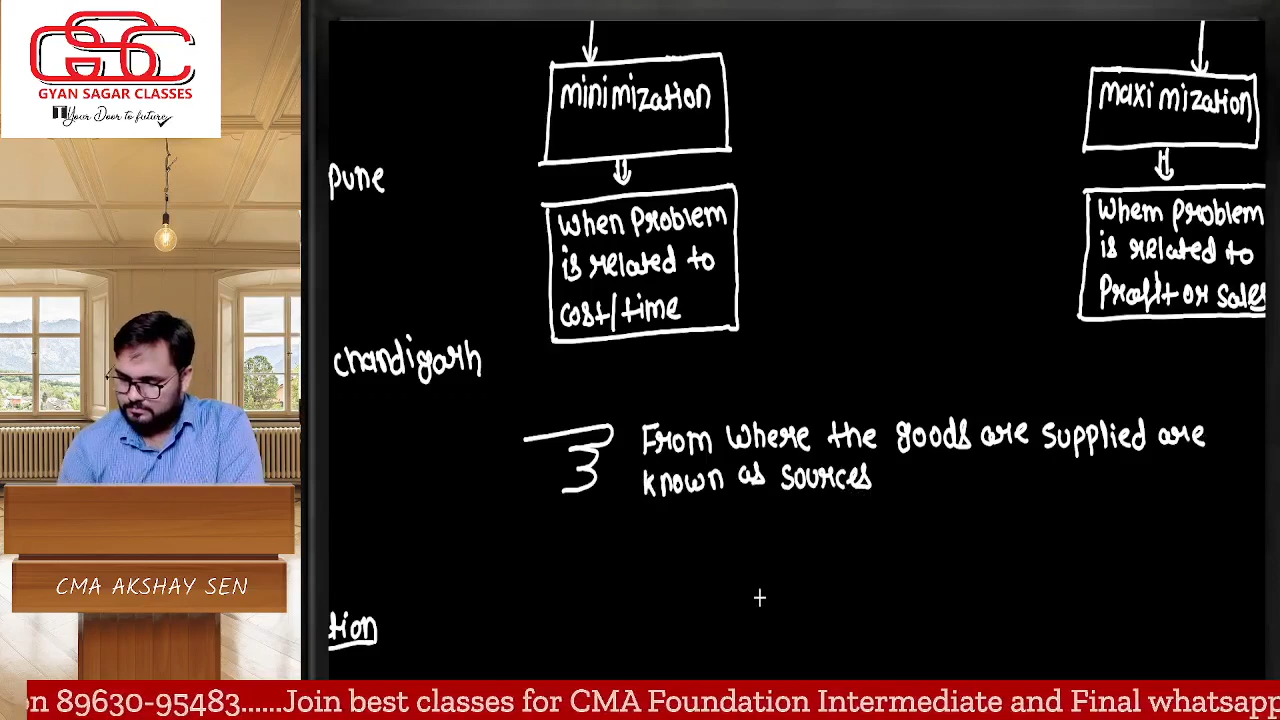 GSC
GYAN SAGAR CLASSES
Your Door to future
minimization
maximization
pune
When Problem
is related to
cost/time
Whem problem
is related to
Profit or sales
chandigarh
3 From where the goods are supplied are
known as sources
CMA AKSHAY SEN
tion
on 89630-95483......Join best classes for CMA Foundation Intermediate and Final whatsapp